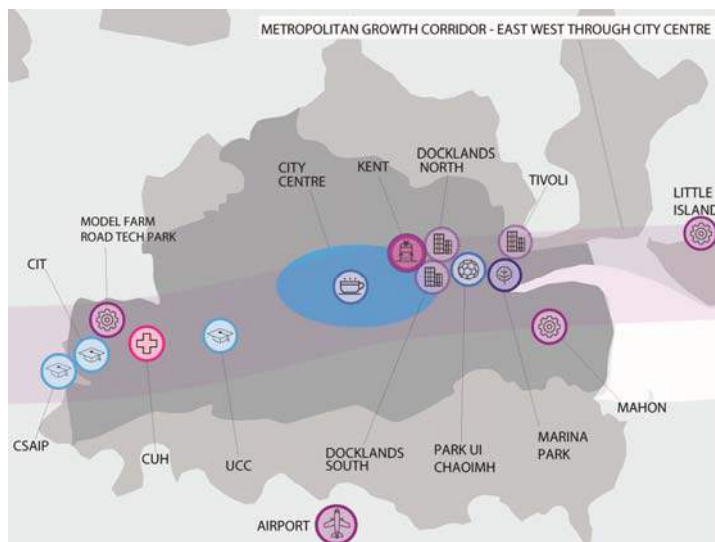 METROPOLITAN GROWTH CORRIDOR - EAST WEST THROUGH CITY CENTRE
DOCKLANDS
NORTH
KENT
CITY
CENTRE
TIVOLI
LITTLE
ISLAND
MODEL FARM
ROAD TECH PARK
CIT
CSAIP
CUH
UCC
DOCKLANDS
SOUTH
PARK UI
CHAOIMH
MARINA
PARK
MAHON
AIRPORT